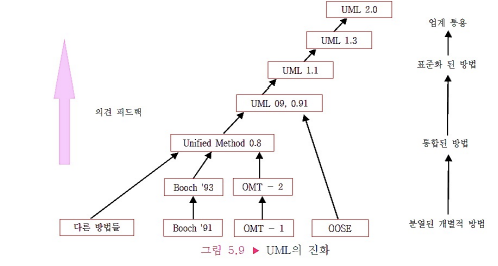 UML 2.0
업계 통용
UML 1.3
표준화 된 방법
UML 1.1
UML 09, 0.91
의견 피드백
Unified Method 0.8
통합된 방법
Booch '93
OMT - 2
다른 방법들
Booch '91
OMT - 1
OOSE
분열된 개별적 방법
그림 5.9 ▶ UML의 진화